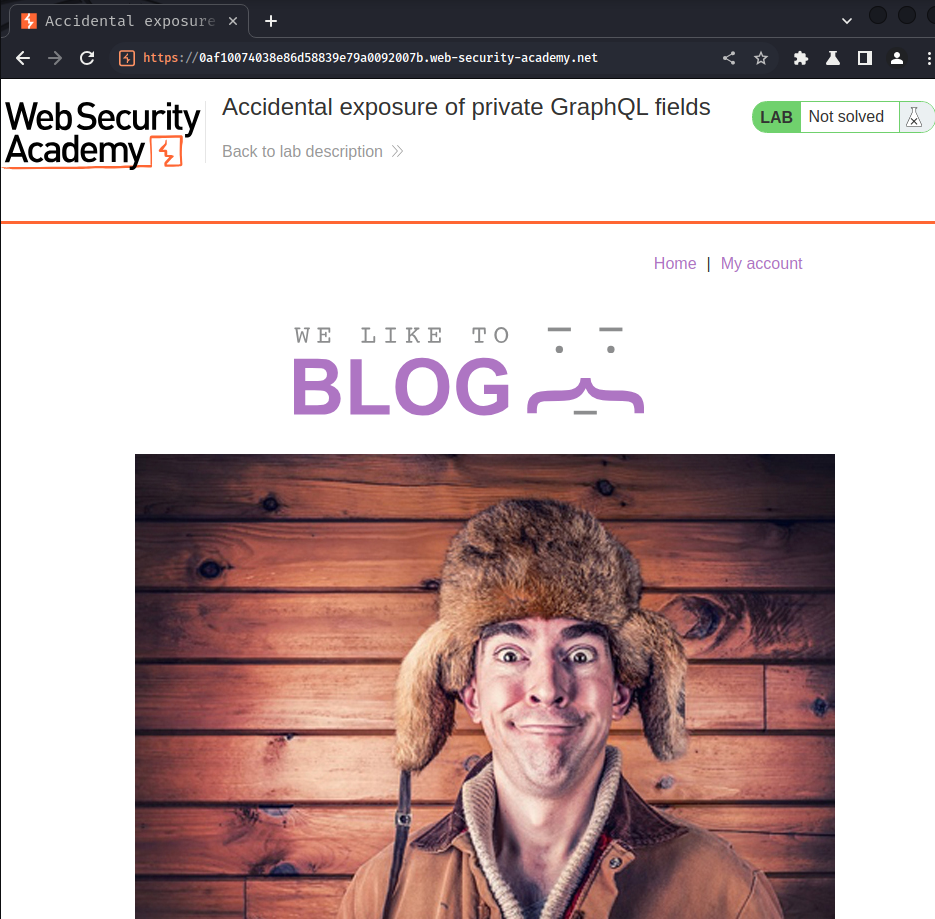 Accidental exposure
https://0af10074038e86d58839e79a0092007b.web-security-academy.net
Web Security
Academy
Accidental exposure of private GraphQL fields
Back to lab description
LAB Not solved
Home | My account
WE LIKE TO
BLOG